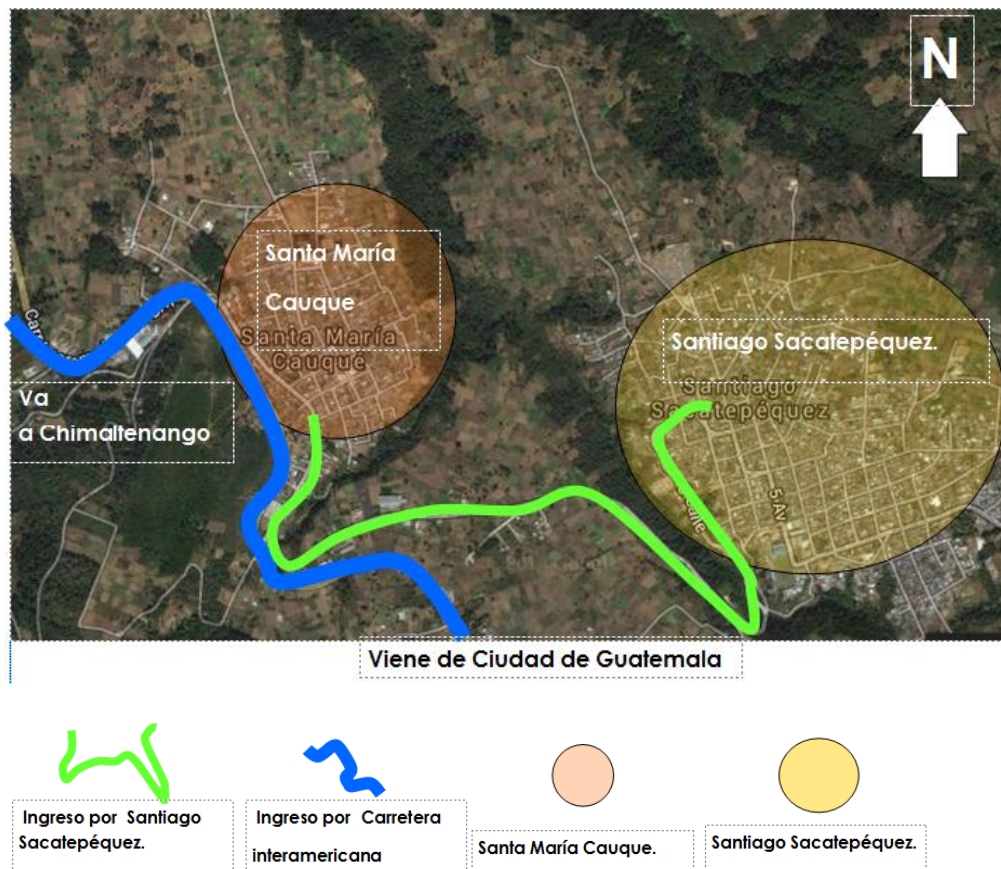 N
Santa María
Cauque
Santa María
Cauqué
Santiago Sacatepéquez.
Santiago
Sacatepéquez
Va
a Chimaltenango
5 Av
Calle
Viene de Ciudad de Guatemala
Ingreso por Santiago
Sacatepéquez.
Ingreso por Carretera
interamericana
Santa María Cauque.
Santiago Sacatepéquez.